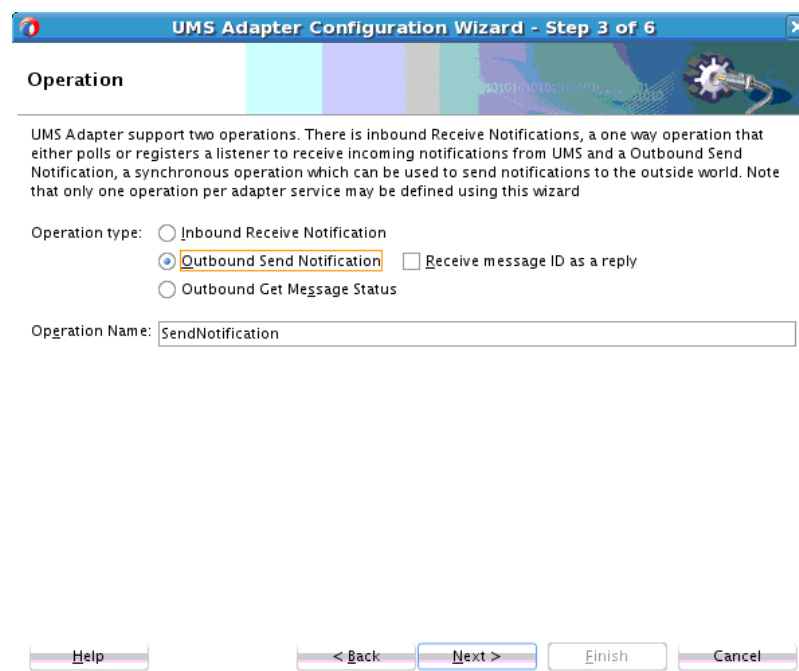 UMS Adapter Configuration Wizard - Step 3 of 6
Operation
UMS Adapter support two operations. There is inbound Receive Notifications, a one way operation that
either polls or registers a listener to receive incoming notifications from UMS and a Outbound Send
Notification, a synchronous operation which can be used to send notifications to the outside world. Note
that only one operation per adapter service may be defined using this wizard
Operation type: Inbound Receive Notification
Outbound Send Notification Receive message ID as a reply
Outbound Get Message Status
Operation Name: SendNotification
Help < Back Next > Finish Cancel